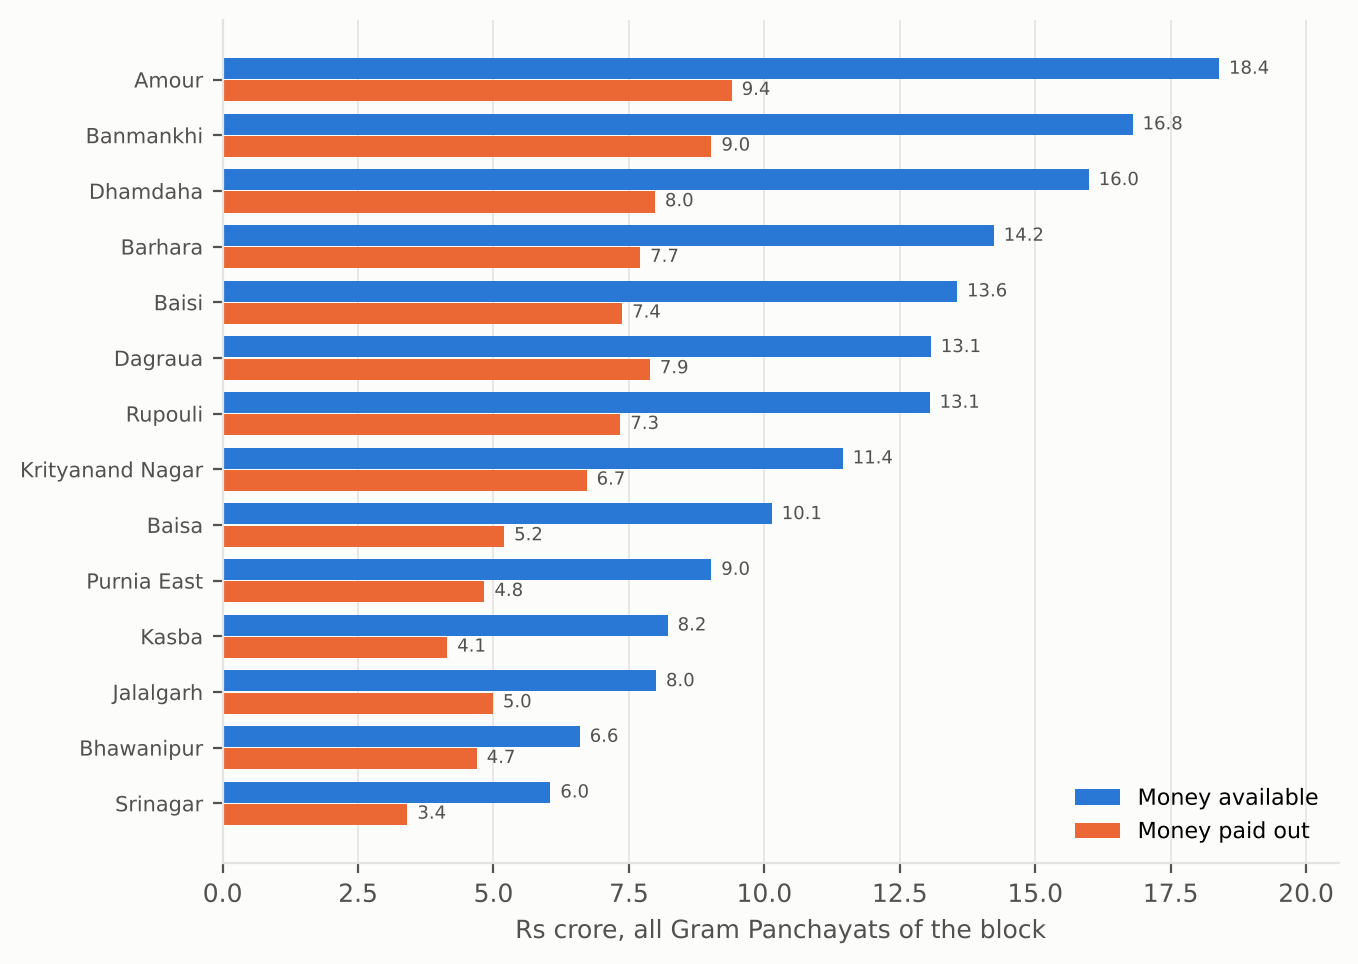 Amour 18.4
9.4
Banmankhi 16.8
9.0
Dhamdaha 16.0
8.0
Barhara 14.2
7.7
Baisi 13.6
7.4
Dagraua 13.1
7.9
Rupouli 13.1
7.3
Krityanand Nagar 11.4
6.7
Baisa 10.1
5.2
Purnia East 9.0
4.8
Kasba 8.2
4.1
Jalalgarh 8.0
5.0
Bhawanipur 6.6
4.7
Srinagar 6.0
3.4
Money available
Money paid out
0.0 2.5 5.0 7.5 10.0 12.5 15.0 17.5 20.0
Rs crore, all Gram Panchayats of the block